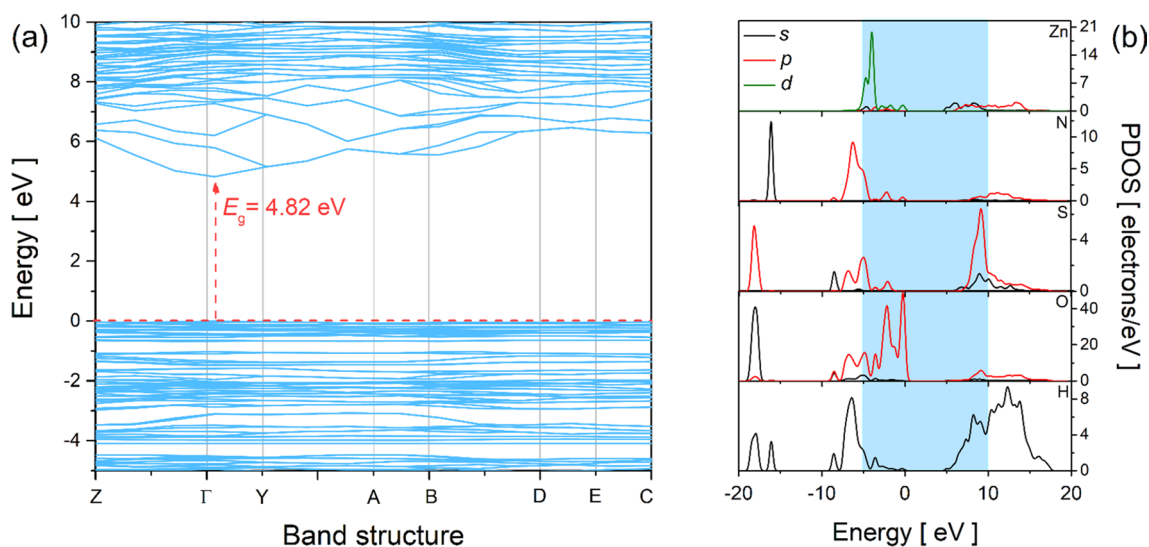 (a)
Energy [ eV ]
10
8
6
4
2
0
-2
-4
E_g = 4.82 eV
Z Γ Y A B D E C
Band structure
(b)
s
p
d
Zn
21
14
7
0
N
10
5
0
S
4
0
O
40
20
0
H
8
4
0
PDOS [ electrons/eV ]
-20 -10 0 10 20
Energy [ eV ]